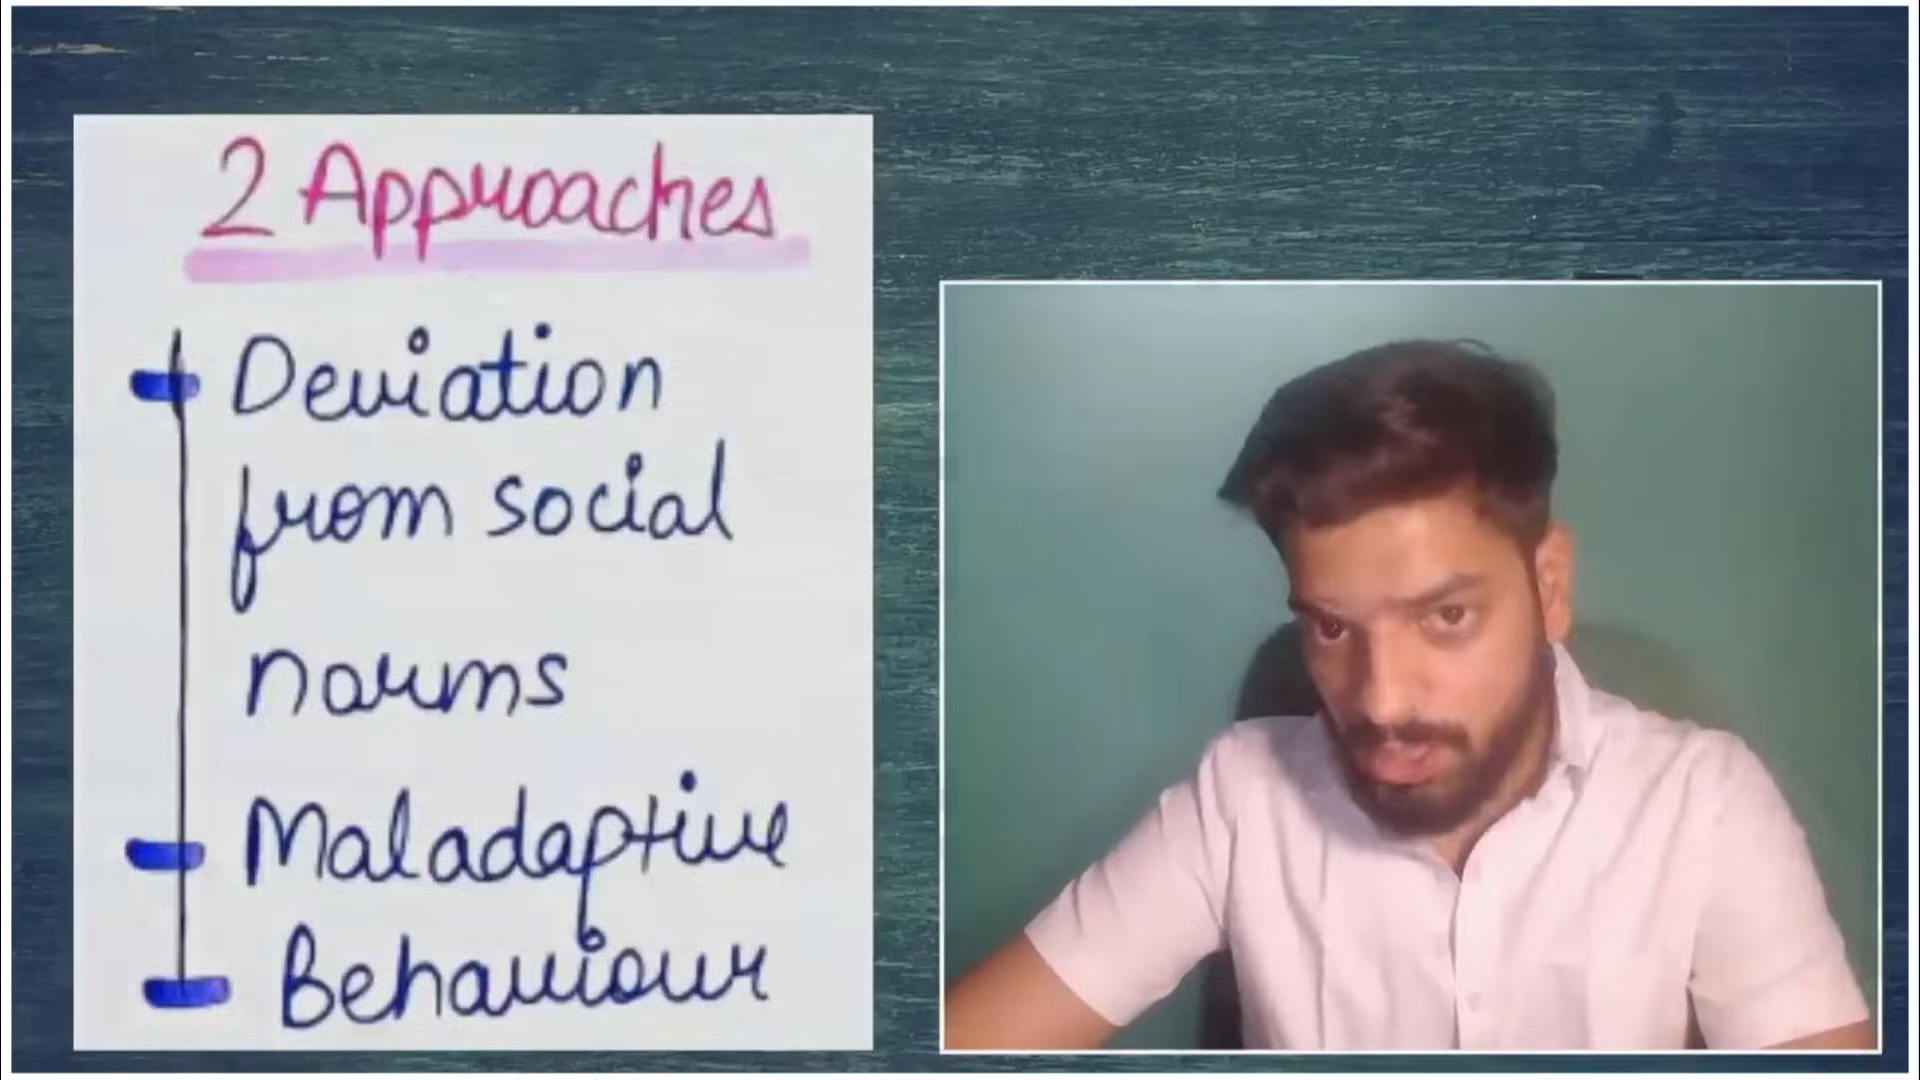 2 Approaches
Deviation
from social
norms
Maladaptive
Behaviour